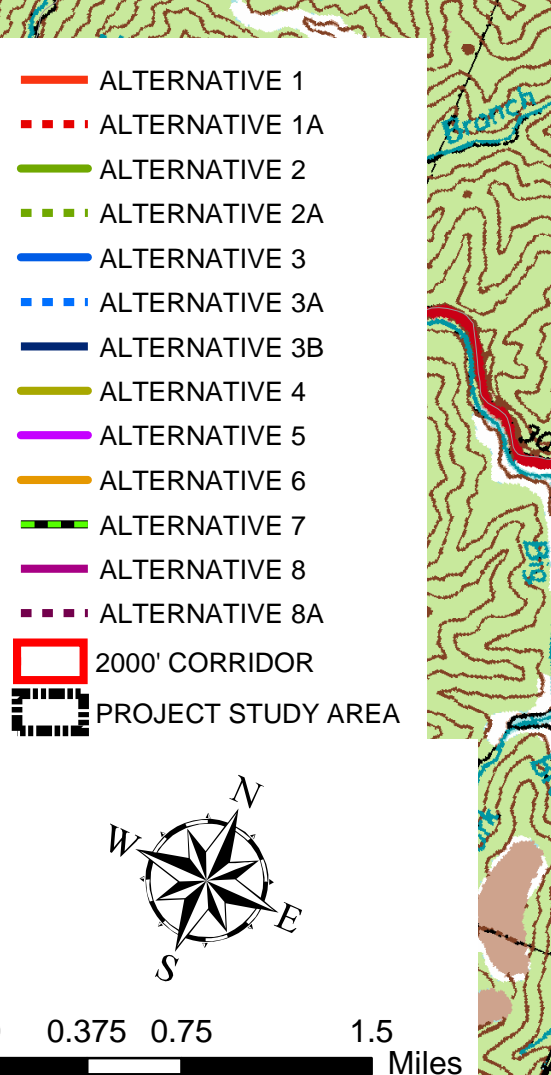 ALTERNATIVE 1
ALTERNATIVE 1A
ALTERNATIVE 2
ALTERNATIVE 2A
ALTERNATIVE 3
ALTERNATIVE 3A
ALTERNATIVE 3B
ALTERNATIVE 4
ALTERNATIVE 5
ALTERNATIVE 6
ALTERNATIVE 7
ALTERNATIVE 8
ALTERNATIVE 8A
2000' CORRIDOR
PROJECT STUDY AREA
Branch
Big
N
W
E
S
0.375 0.75 1.5
Miles